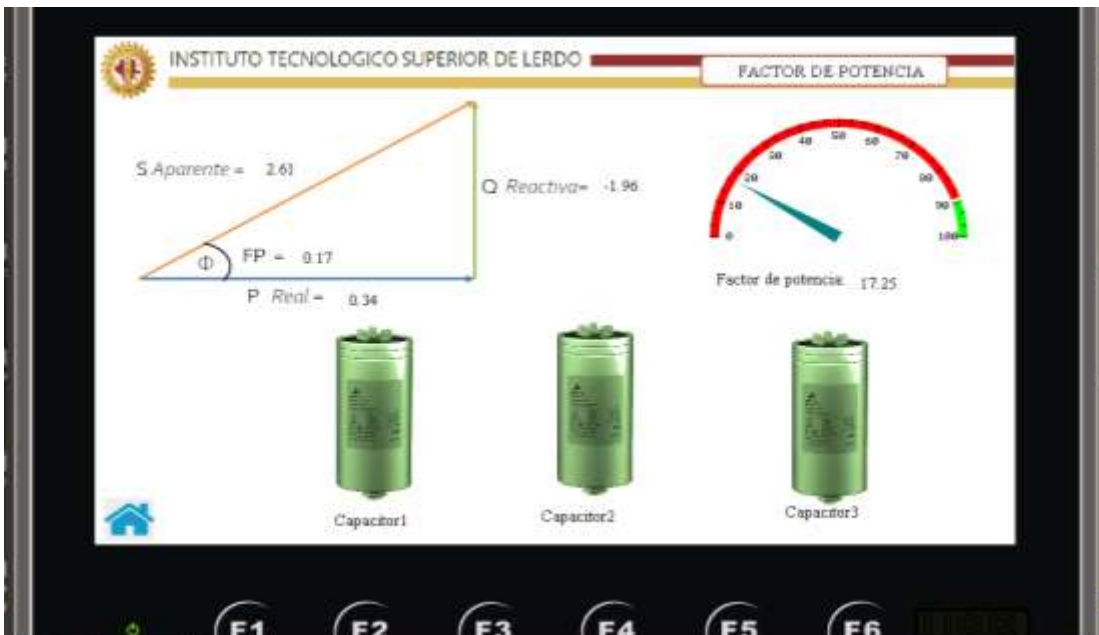 INSTITUTO TECNOLOGICO SUPERIOR DE LERDO
FACTOR DE POTENCIA
S Aparente = 2.61
Q Reactiva= -1.96
Φ FP = 0.17
P Real = 0.34
0 10 20 30 40 50 60 70 80 90 100
Factor de potencia: 17.25
Capacitor1
Capacitor2
Capacitor3
F1 F2 F3 F4 F5 F6